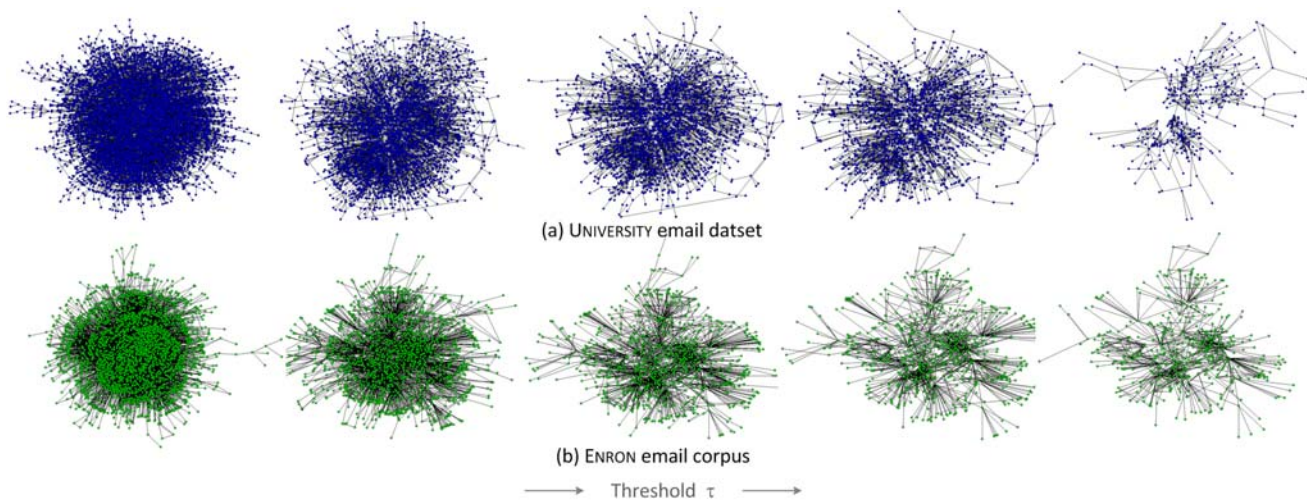 (a) UNIVERSITY email datset
(b) ENRON email corpus
Threshold τ